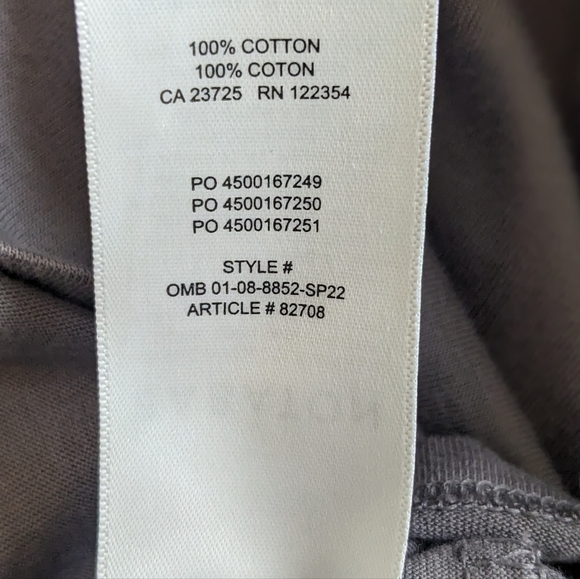 100% COTTON
100% COTON
CA 23725 RN 122354
PO 4500167249
PO 4500167250
PO 4500167251
STYLE #
OMB 01-08-8852-SP22
ARTICLE # 82708